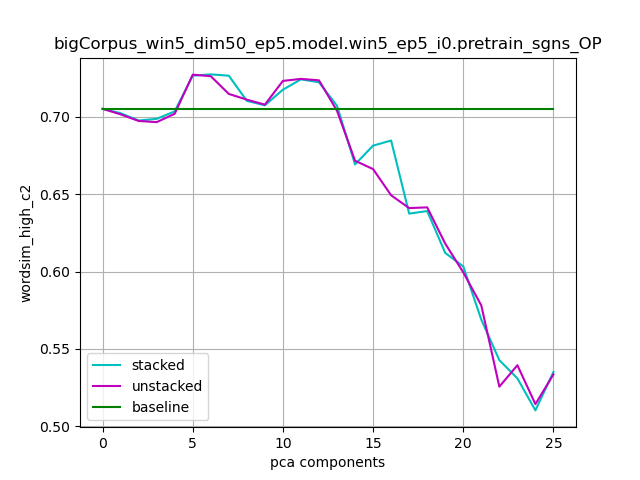 bigCorpus_win5_dim50_ep5.model.win5_ep5_i0.pretrain_sgns_OP
wordsim_high_c2
0.70
0.65
0.60
0.55
0.50
stacked
unstacked
baseline
0 5 10 15 20 25
pca components